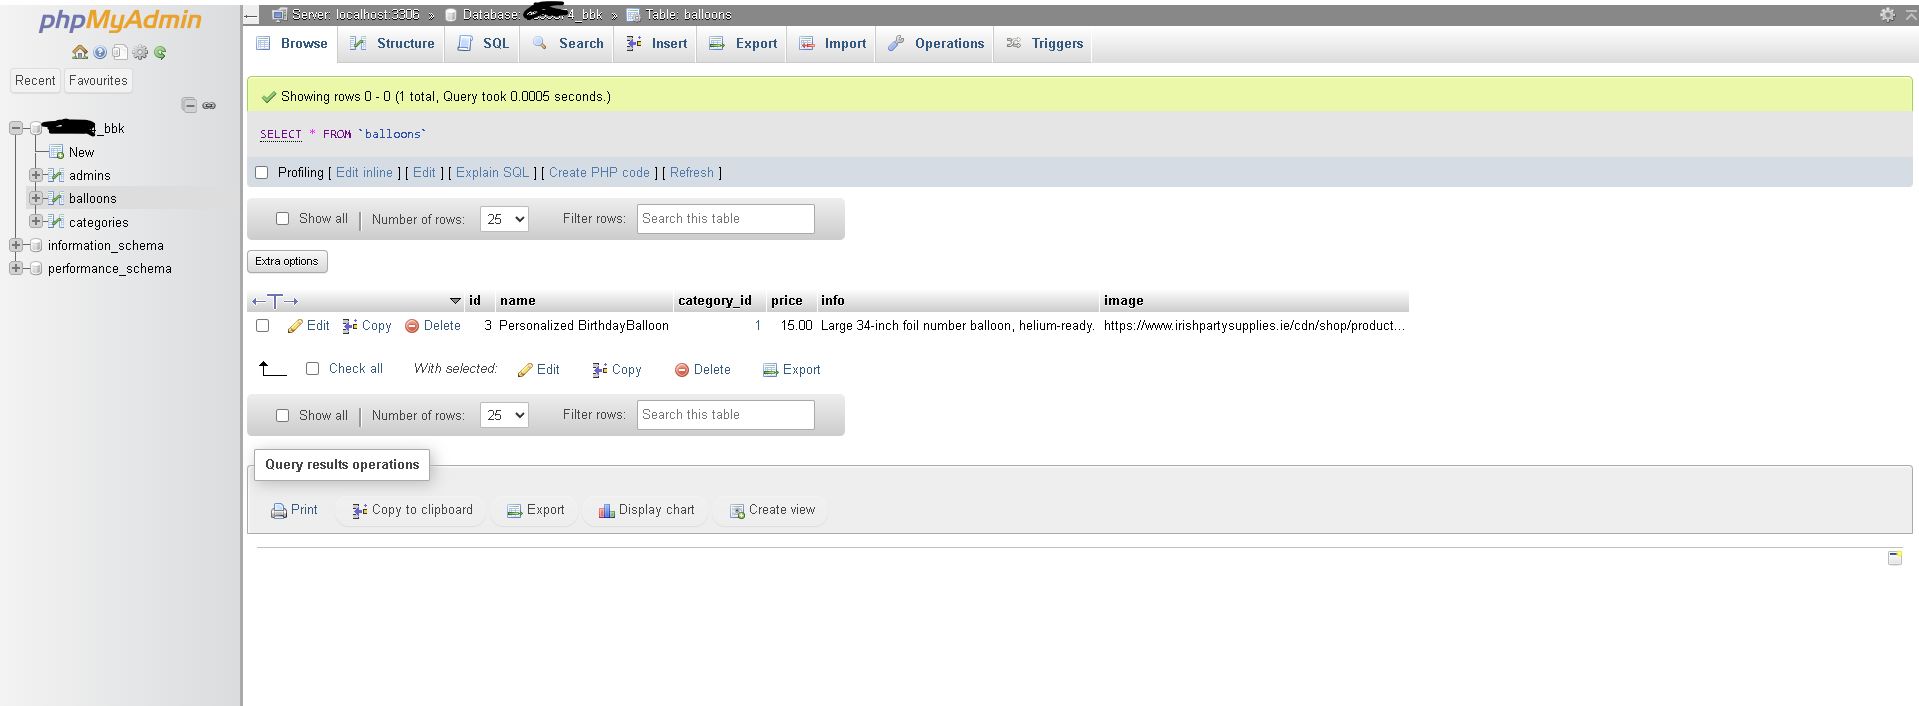 phpMyAdmin
Recent Favourites
_bbk
New
admins
balloons
categories
information_schema
performance_schema
Server: localhost:3306 » Database: 4_bbk » Table: balloons
Browse Structure SQL Search Insert Export Import Operations Triggers
Showing rows 0 - 0 (1 total, Query took 0.0005 seconds.)
SELECT * FROM `balloons`
Profiling [ Edit inline ] [ Edit ] [ Explain SQL ] [ Create PHP code ] [ Refresh ]
Show all | Number of rows: 25 Filter rows: Search this table
Extra options
id name category_id price info image
Edit Copy Delete 3 Personalized BirthdayBalloon 1 15.00 Large 34-inch foil number balloon, helium-ready. https://www.irishpartysupplies.ie/cdn/shop/product...
Check all With selected: Edit Copy Delete Export
Show all | Number of rows: 25 Filter rows: Search this table
Query results operations
Print Copy to clipboard Export Display chart Create view